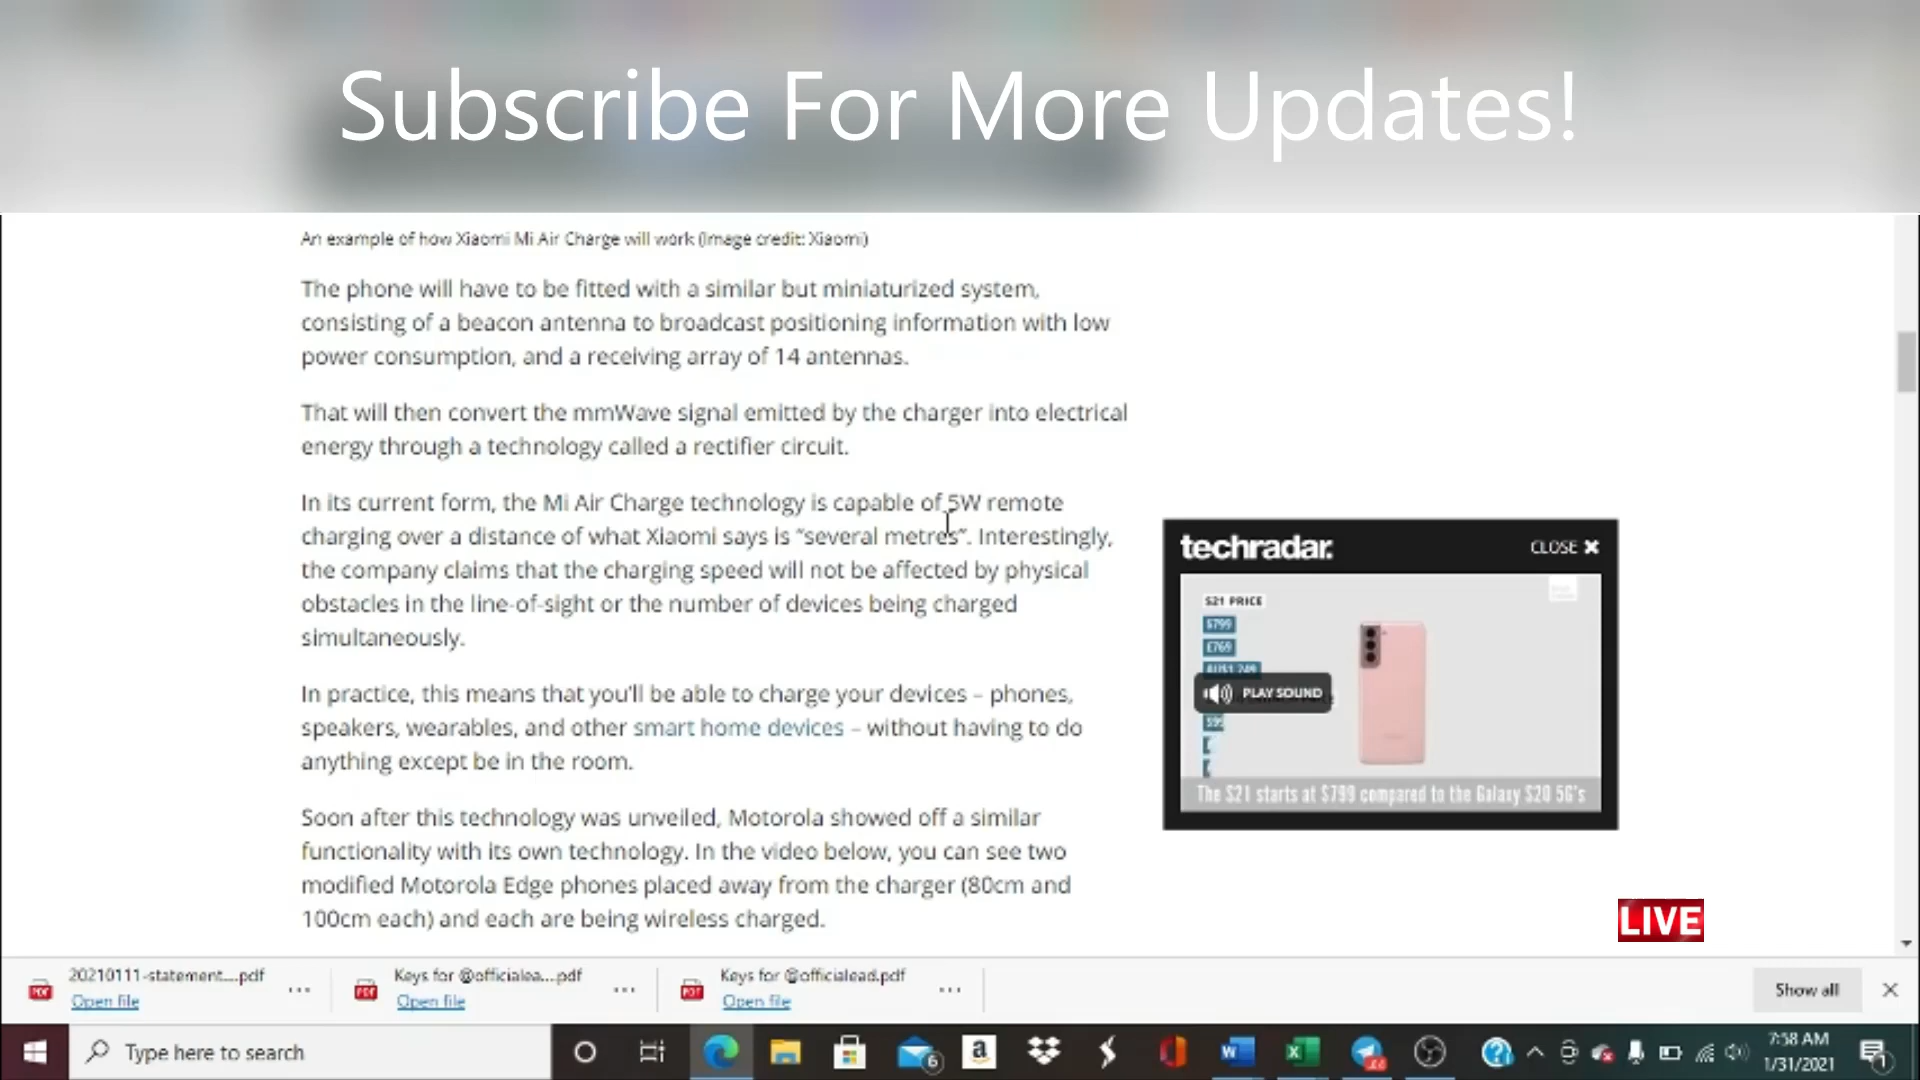 Subscribe For More Updates!
An example of how Xiaomi Mi Air Charge will work (Image credit: Xiaomi)
The phone will have to be fitted with a similar but miniaturized system,
consisting of a beacon antenna to broadcast positioning information with low
power consumption, and a receiving array of 14 antennas.
That will then convert the mmWave signal emitted by the charger into electrical
energy through a technology called a rectifier circuit.
In its current form, the Mi Air Charge technology is capable of 5W remote
charging over a distance of what Xiaomi says is “several metres”. Interestingly,
the company claims that the charging speed will not be affected by physical
obstacles in the line-of-sight or the number of devices being charged
simultaneously.
In practice, this means that you'll be able to charge your devices – phones,
speakers, wearables, and other smart home devices – without having to do
anything except be in the room.
Soon after this technology was unveiled, Motorola showed off a similar
functionality with its own technology. In the video below, you can see two
modified Motorola Edge phones placed away from the charger (80cm and
100cm each) and each are being wireless charged.
techradar.
CLOSE
S21 PRICE
$799
£769
PLAY SOUND
The S21 starts at $799 compared to the Galaxy S20 5G's
LIVE
20210111-statement....pdf
Open file
Keys for @officialea...pdf
Open file
Keys for @officialead.pdf
Open file
Show all
Type here to search
6
7:58 AM
1/31/2021
1